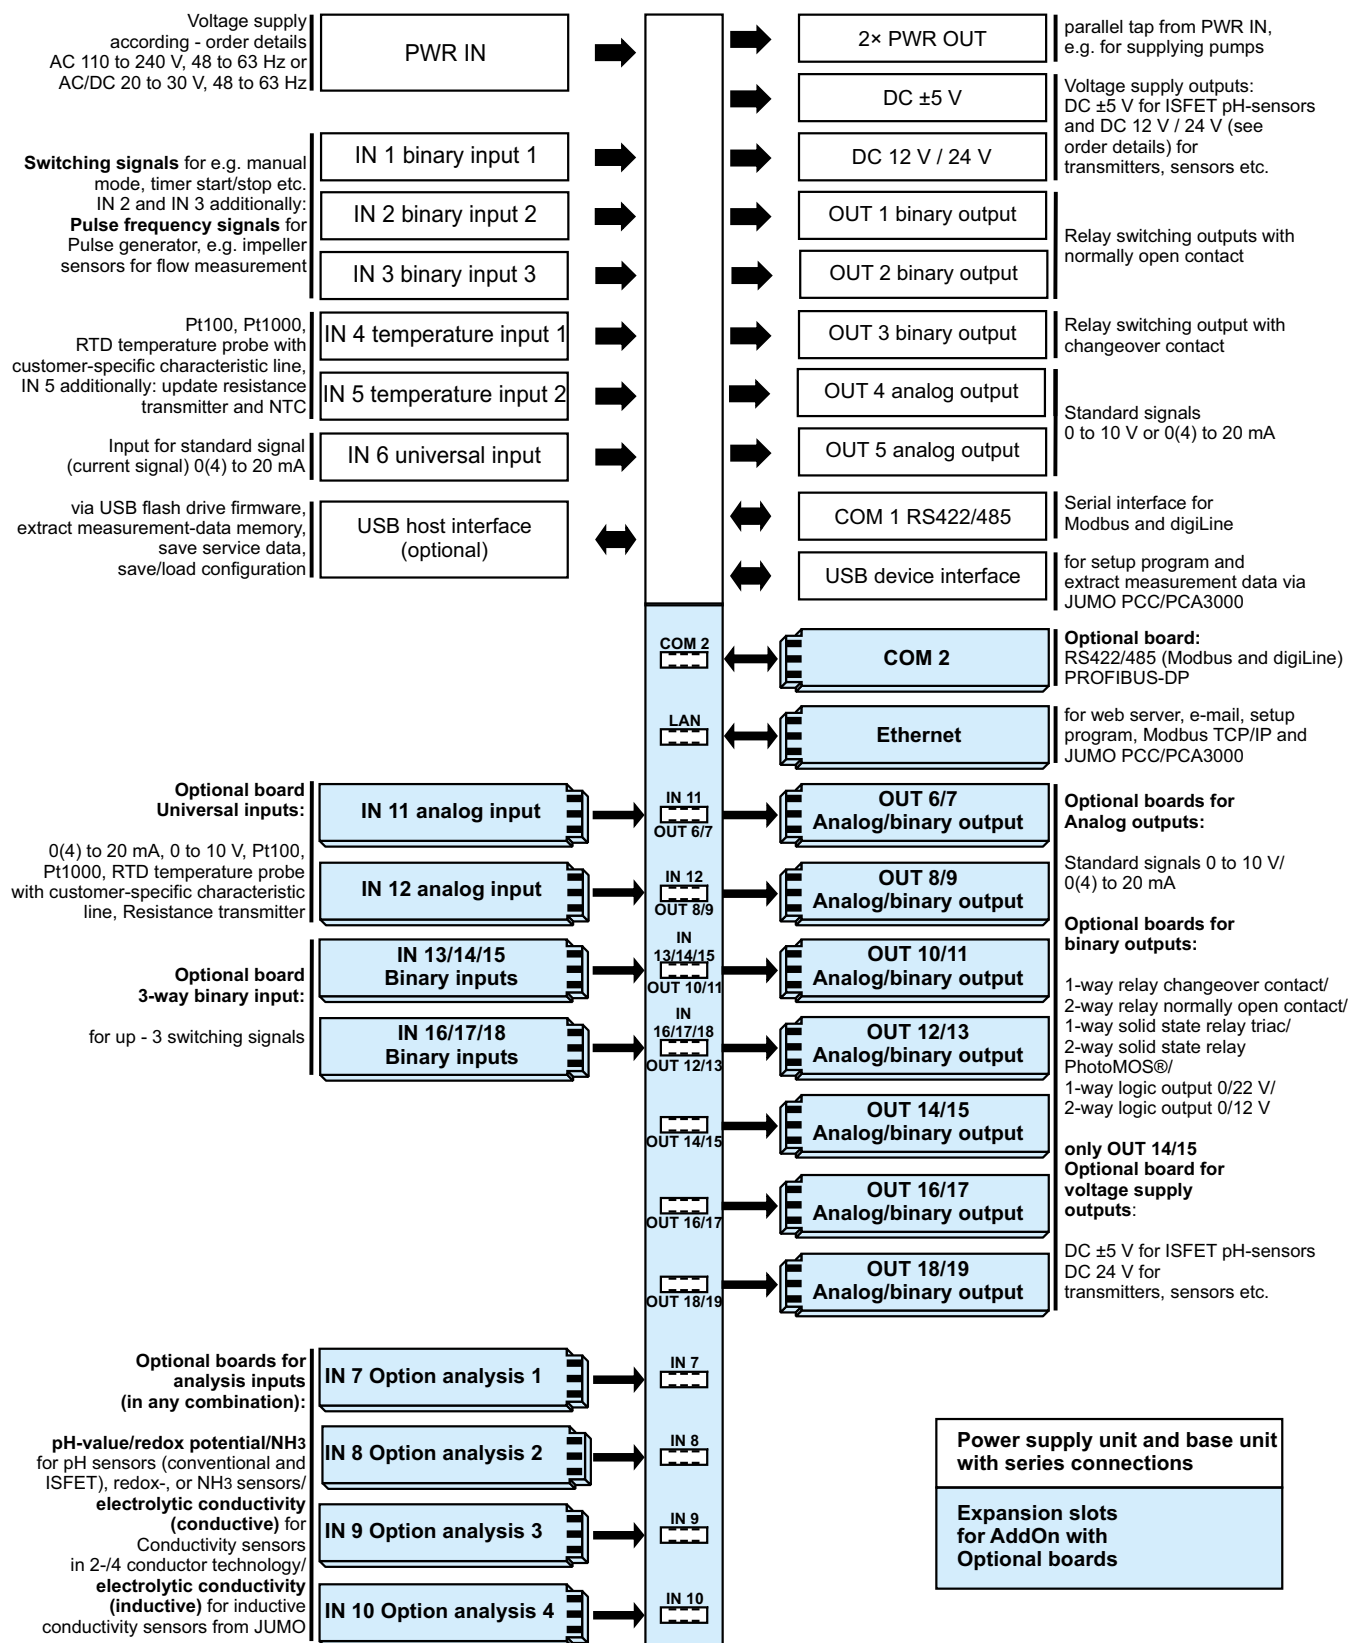 Voltage supply
according - order details
AC 110 to 240 V, 48 to 63 Hz or
AC/DC 20 to 30 V, 48 to 63 Hz
PWR IN
2× PWR OUT
parallel tap from PWR IN,
e.g. for supplying pumps
DC ±5 V
DC 12 V / 24 V
Voltage supply outputs:
DC ±5 V for ISFET pH-sensors
and DC 12 V / 24 V (see
order details) for
transmitters, sensors etc.
Switching signals for e.g. manual
mode, timer start/stop etc.
IN 2 and IN 3 additionally:
Pulse frequency signals for
Pulse generator, e.g. impeller
sensors for flow measurement
IN 1 binary input 1
IN 2 binary input 2
IN 3 binary input 3
OUT 1 binary output
OUT 2 binary output
Relay switching outputs with
normally open contact
Pt100, Pt1000,
RTD temperature probe with
customer-specific characteristic line,
IN 5 additionally: update resistance
transmitter and NTC
IN 4 temperature input 1
IN 5 temperature input 2
OUT 3 binary output
Relay switching output with
changeover contact
OUT 4 analog output
OUT 5 analog output
Standard signals
0 to 10 V or 0(4) to 20 mA
Input for standard signal
(current signal) 0(4) to 20 mA
IN 6 universal input
via USB flash drive firmware,
extract measurement-data memory,
save service data,
save/load configuration
USB host interface
(optional)
COM 1 RS422/485
Serial interface for
Modbus and digiLine
USB device interface
for setup program and
extract measurement data via
JUMO PCC/PCA3000
COM 2
COM 2
Optional board:
RS422/485 (Modbus and digiLine)
PROFIBUS-DP
LAN
Ethernet
for web server, e-mail, setup
program, Modbus TCP/IP and
JUMO PCC/PCA3000
Optional board
Universal inputs:
0(4) to 20 mA, 0 to 10 V, Pt100,
Pt1000, RTD temperature probe
with customer-specific characteristic
line, Resistance transmitter
IN 11 analog input
IN 11
OUT 6/7
OUT 6/7
Analog/binary output
IN 12 analog input
IN 12
OUT 8/9
OUT 8/9
Analog/binary output
Optional boards for
Analog outputs:
Standard signals 0 to 10 V/
0(4) to 20 mA
Optional board
3-way binary input:
for up - 3 switching signals
IN 13/14/15
Binary inputs
IN
13/14/15
OUT 10/11
OUT 10/11
Analog/binary output
IN 16/17/18
Binary inputs
IN
16/17/18
OUT 12/13
OUT 12/13
Analog/binary output
Optional boards for
binary outputs:
1-way relay changeover contact/
2-way relay normally open contact/
1-way solid state relay triac/
2-way solid state relay
PhotoMOS®/
1-way logic output 0/22 V/
2-way logic output 0/12 V
OUT 14/15
OUT 14/15
Analog/binary output
OUT 16/17
OUT 16/17
Analog/binary output
OUT 18/19
OUT 18/19
Analog/binary output
only OUT 14/15
Optional board for
voltage supply
outputs:
DC ±5 V for ISFET pH-sensors
DC 24 V for
transmitters, sensors etc.
Optional boards for
analysis inputs
(in any combination):
pH-value/redox potential/NH3
for pH sensors (conventional and
ISFET), redox-, or NH3 sensors/
electrolytic conductivity
(conductive) for
Conductivity sensors
in 2-/4 conductor technology/
electrolytic conductivity
(inductive) for inductive
conductivity sensors from JUMO
IN 7 Option analysis 1
IN 7
IN 8 Option analysis 2
IN 8
IN 9 Option analysis 3
IN 9
IN 10 Option analysis 4
IN 10
Power supply unit and base unit
with series connections
Expansion slots
for AddOn with
Optional boards